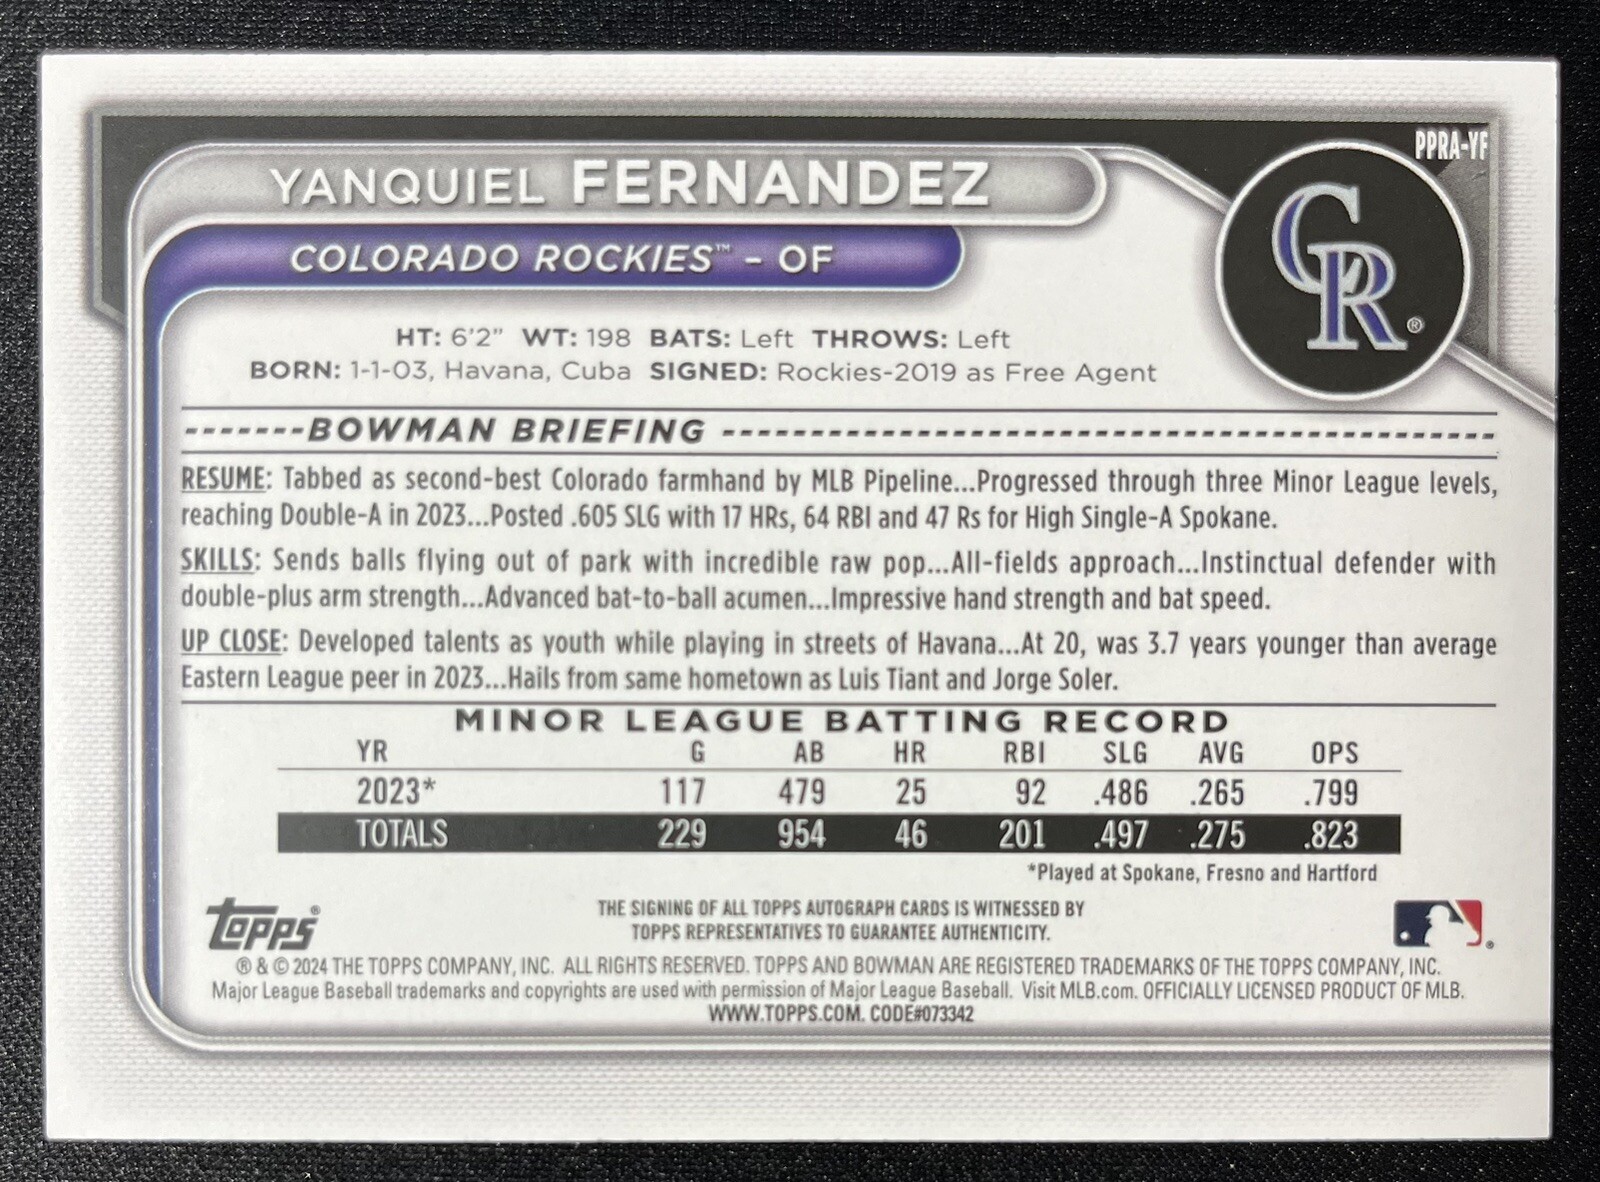 PPRA-YF
YANQUIEL FERNANDEZ
COLORADO ROCKIES™ - OF
CR®
HT: 6'2" WT: 198 BATS: Left THROWS: Left
BORN: 1-1-03, Havana, Cuba SIGNED: Rockies-2019 as Free Agent
-------BOWMAN BRIEFING ---------------------------------------------
RESUME: Tabbed as second-best Colorado farmhand by MLB Pipeline...Progressed through three Minor League levels,
reaching Double-A in 2023...Posted .605 SLG with 17 HRs, 64 RBI and 47 Rs for High Single-A Spokane.
SKILLS: Sends balls flying out of park with incredible raw pop...All-fields approach...Instinctual defender with
double-plus arm strength...Advanced bat-to-ball acumen...Impressive hand strength and bat speed.
UP CLOSE: Developed talents as youth while playing in streets of Havana...At 20, was 3.7 years younger than average
Eastern League peer in 2023...Hails from same hometown as Luis Tiant and Jorge Soler.
MINOR LEAGUE BATTING RECORD
YR G AB HR RBI SLG AVG OPS
2023* 117 479 25 92 .486 .265 .799
TOTALS 229 954 46 201 .497 .275 .823
*Played at Spokane, Fresno and Hartford
Topps®
THE SIGNING OF ALL TOPPS AUTOGRAPH CARDS IS WITNESSED BY
TOPPS REPRESENTATIVES TO GUARANTEE AUTHENTICITY.
® & © 2024 THE TOPPS COMPANY, INC. ALL RIGHTS RESERVED. TOPPS AND BOWMAN ARE REGISTERED TRADEMARKS OF THE TOPPS COMPANY, INC.
Major League Baseball trademarks and copyrights are used with permission of Major League Baseball. Visit MLB.com. OFFICIALLY LICENSED PRODUCT OF MLB.
WWW.TOPPS.COM. CODE#073342